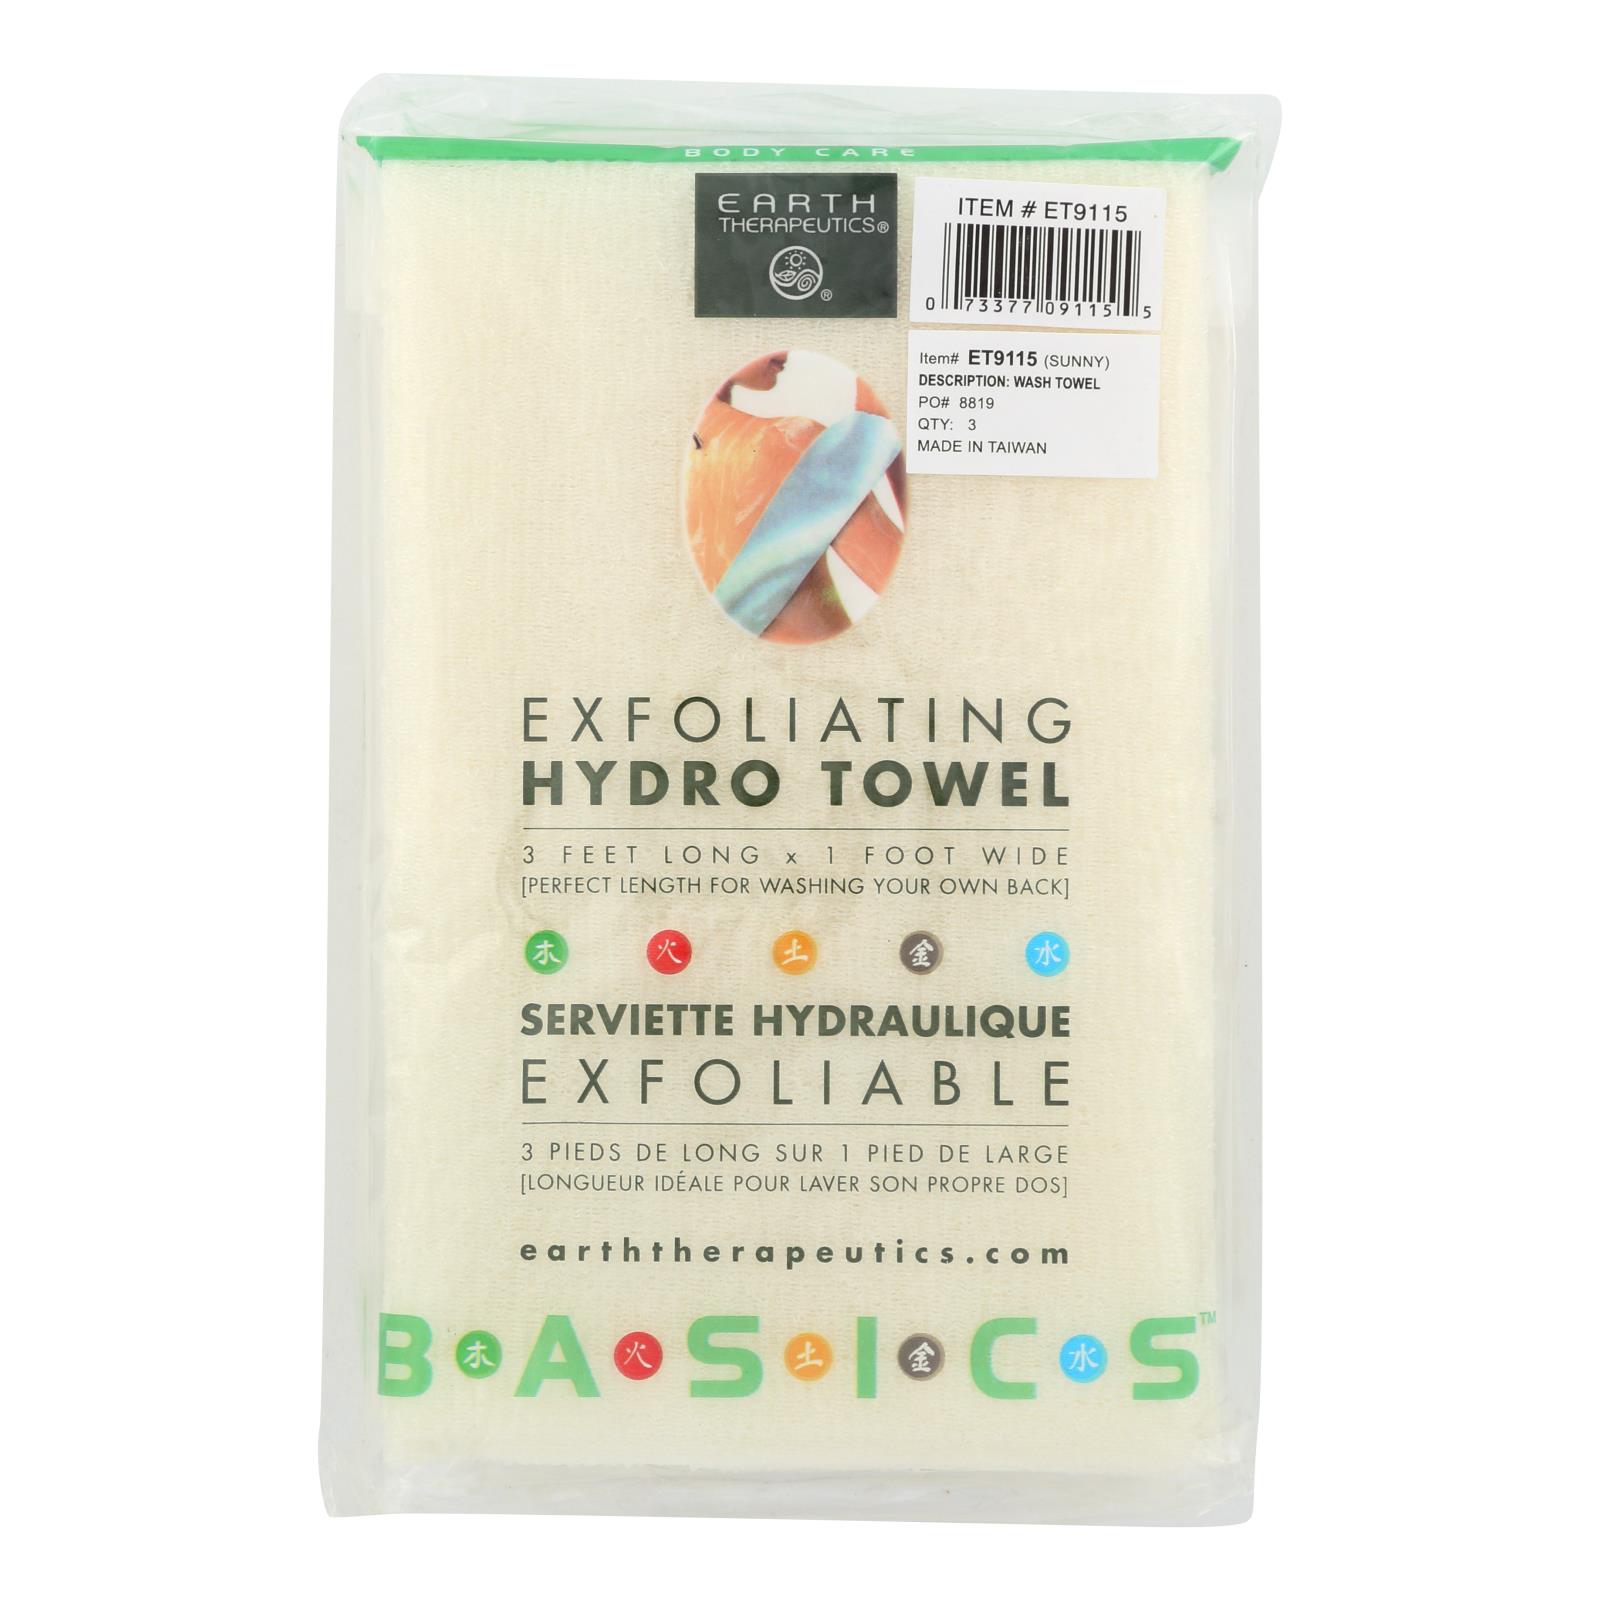 BODY CARE
EARTH
THERAPEUTICS®
®
ITEM # ET9115
0 73377 09115 5
Item# ET9115 (SUNNY)
DESCRIPTION: WASH TOWEL
PO# 8819
QTY: 3
MADE IN TAIWAN
EXFOLIATING
HYDRO TOWEL
3 FEET LONG x 1 FOOT WIDE
[PERFECT LENGTH FOR WASHING YOUR OWN BACK]
木 火 土 金 水
SERVIETTE HYDRAULIQUE
EXFOLIABLE
3 PIEDS DE LONG SUR 1 PIED DE LARGE
[LONGUEUR IDÉALE POUR LAVER SON PROPRE DOS]
earththerapeutics.com
B木A火S土I金C水S™